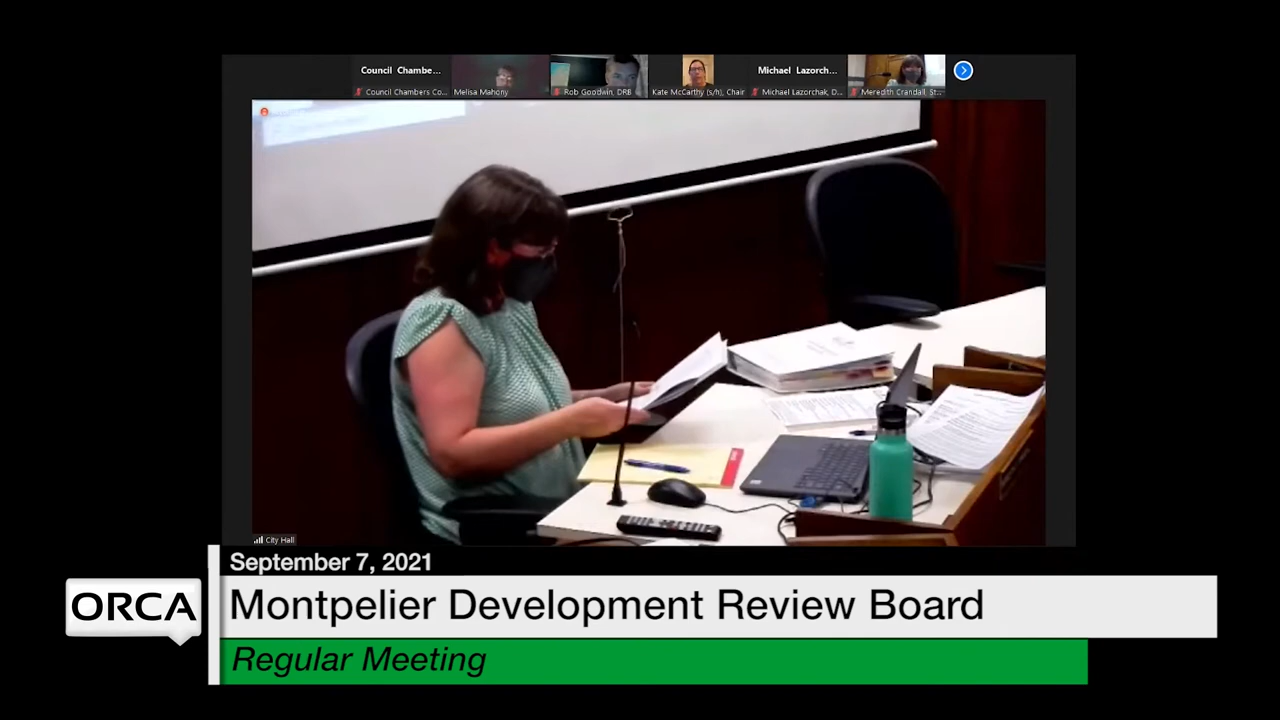 Council Chambe...
Michael Lazorch...
Council Chambers Co...
Melisa Mahony
Rob Goodwin, DRB
Kate McCarthy (s/h), Chair
Michael Lazorchak, D...
Meredith Crandall, St...
City Hall
September 7, 2021
ORCA
Montpelier Development Review Board
Regular Meeting